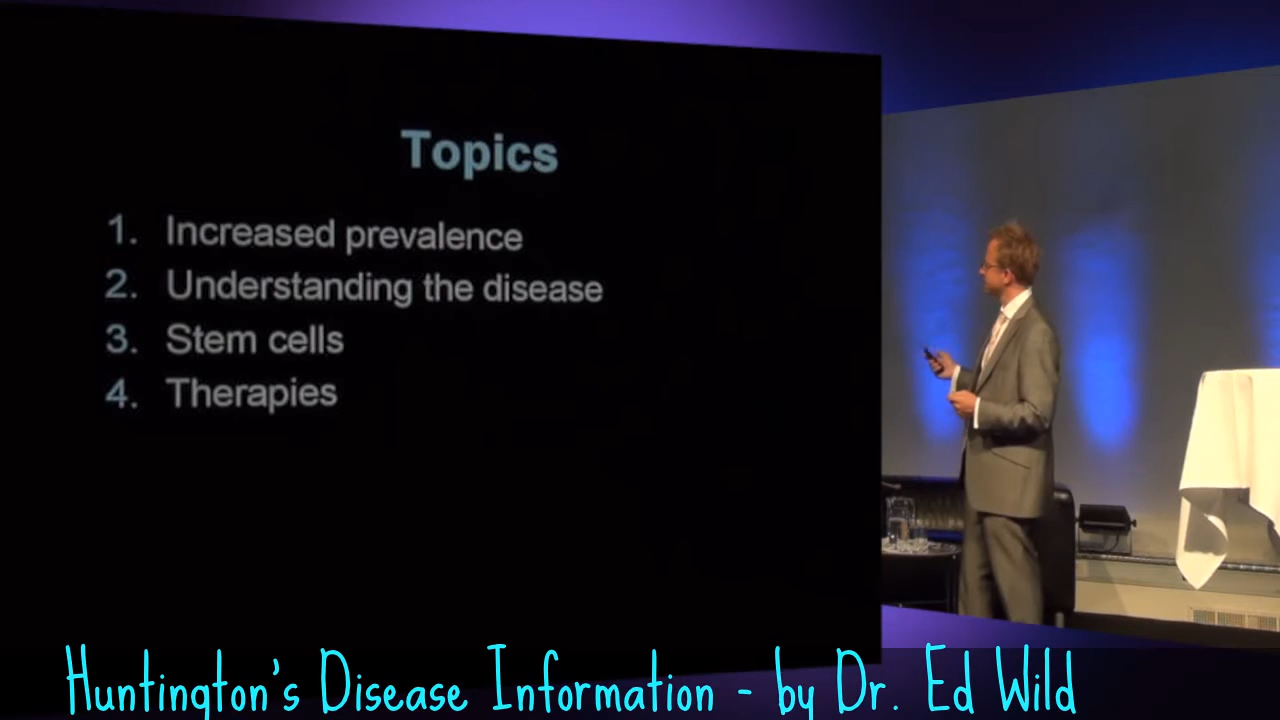 Topics
1. Increased prevalence
2. Understanding the disease
3. Stem cells
4. Therapies
Huntington's Disease Information - by Dr. Ed Wild